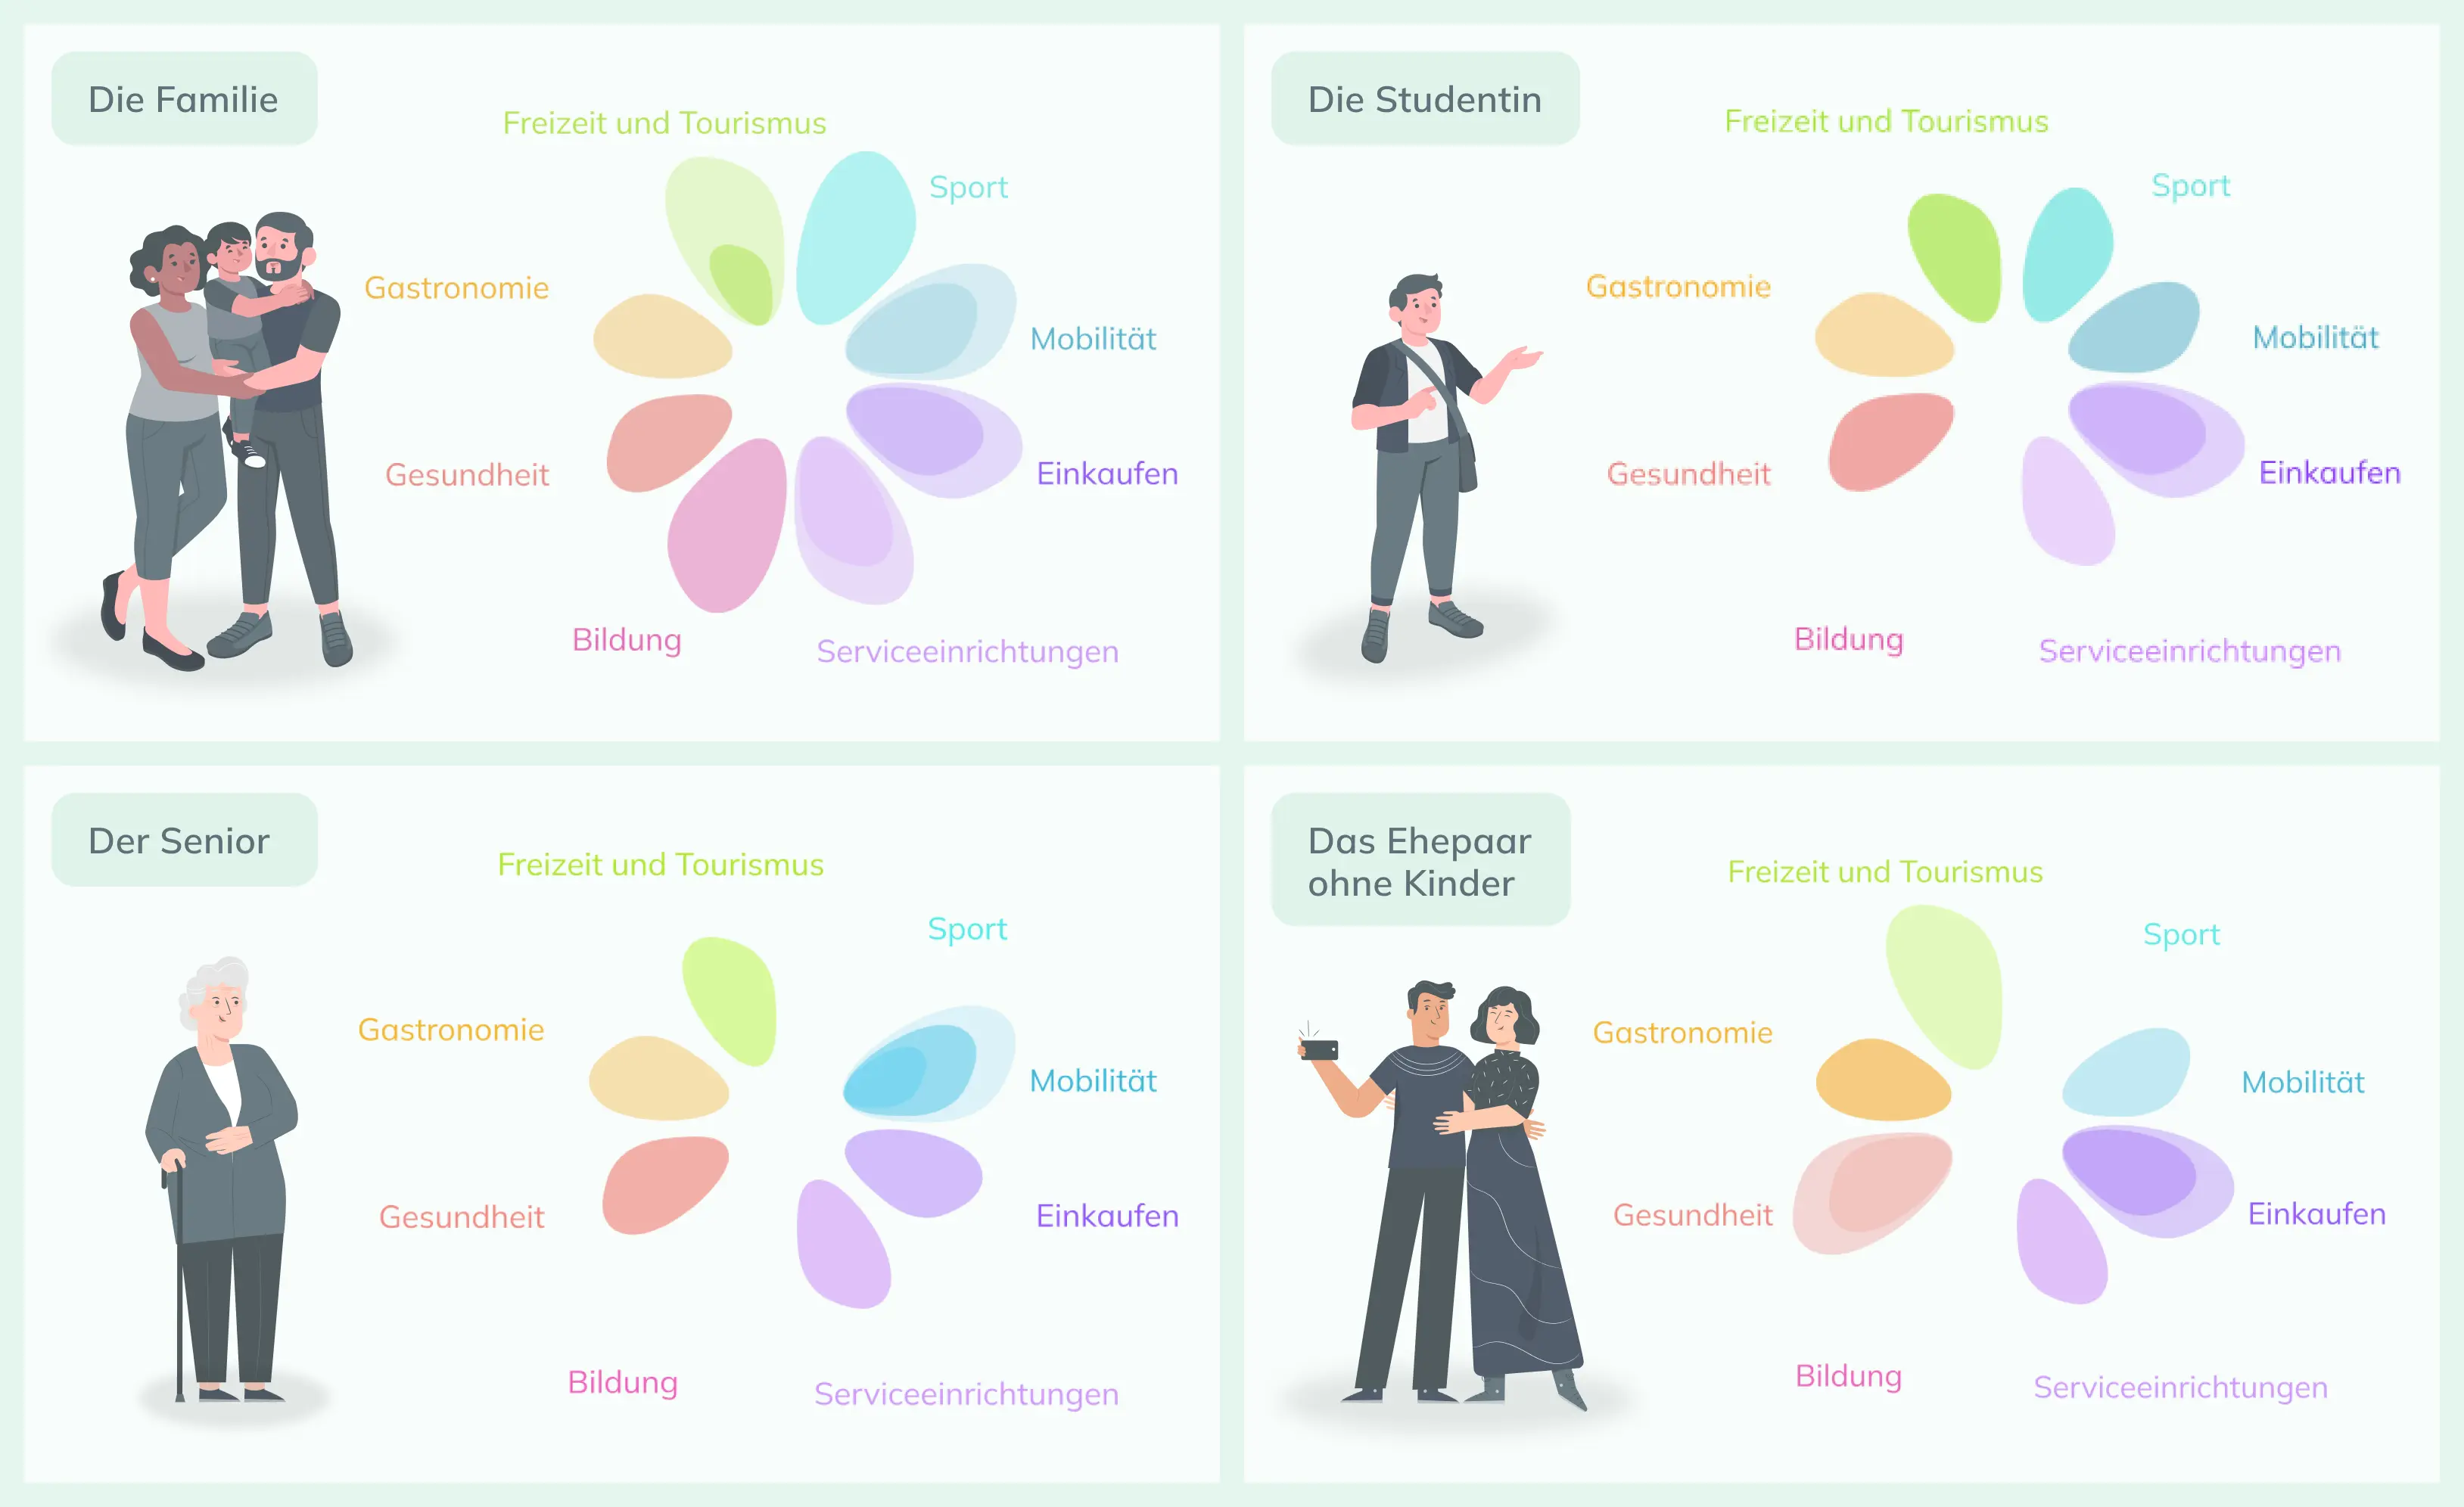 Die Familie
Freizeit und Tourismus
Sport
Gastronomie
Mobilität
Gesundheit
Einkaufen
Bildung
Serviceeinrichtungen
Die Studentin
Freizeit und Tourismus
Sport
Gastronomie
Mobilität
Gesundheit
Einkaufen
Bildung
Serviceeinrichtungen
Der Senior
Freizeit und Tourismus
Sport
Gastronomie
Mobilität
Gesundheit
Einkaufen
Bildung
Serviceeinrichtungen
Das Ehepaar
ohne Kinder
Freizeit und Tourismus
Sport
Gastronomie
Mobilität
Gesundheit
Einkaufen
Bildung
Serviceeinrichtungen